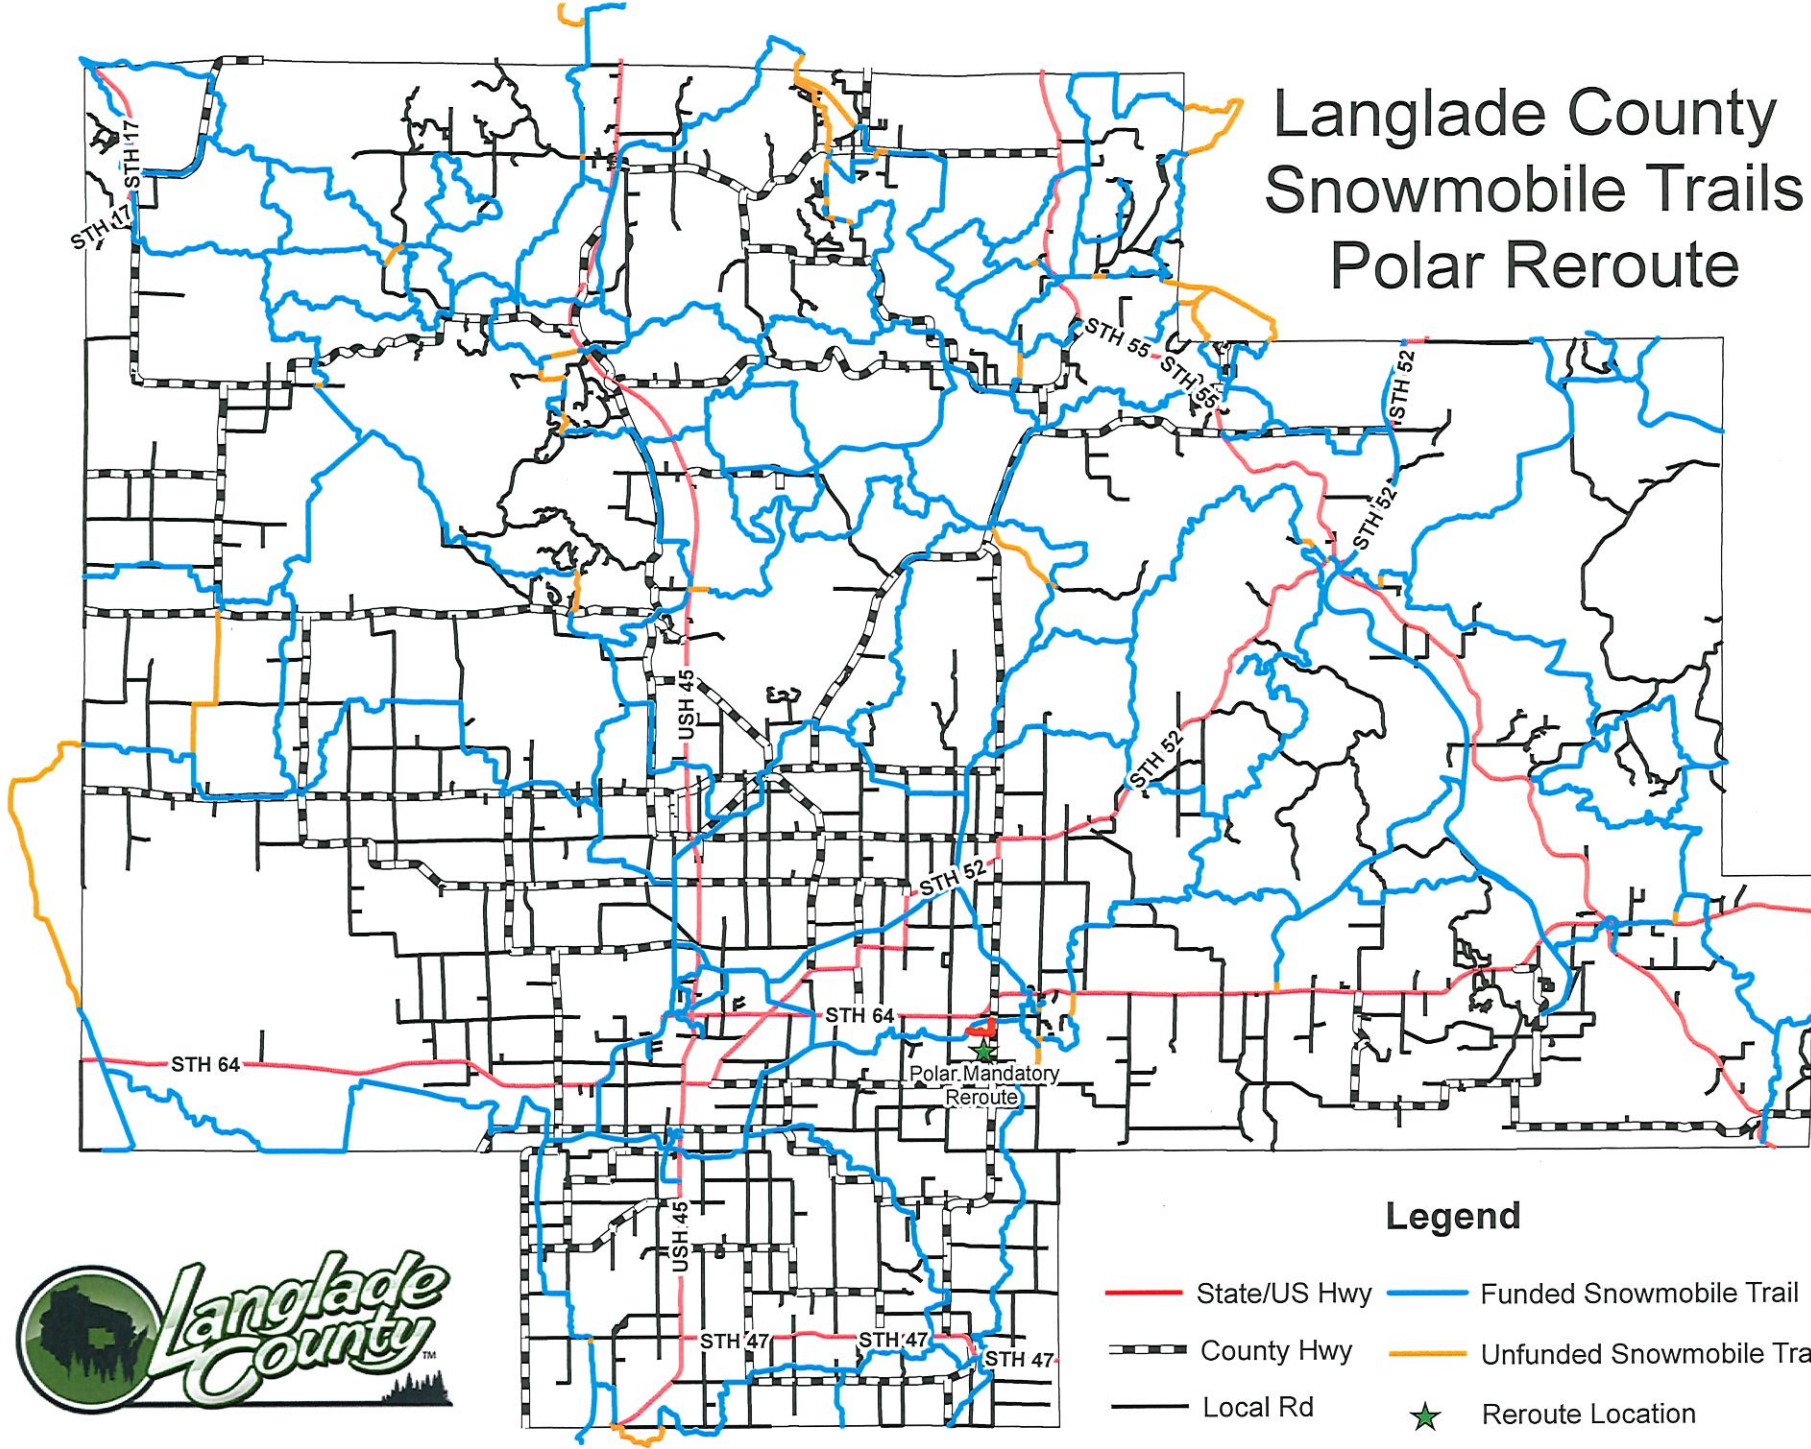 Langlade County
Snowmobile Trails
Polar Reroute
STH 17
STH 17
STH 55
STH 55
STH 52
STH 52
USH 45
STH 52
STH 52
STH 64
STH 64
Polar Mandatory
Reroute
USH 45
STH 47
STH 47
STH 47
Legend
State/US Hwy
Funded Snowmobile Trail
County Hwy
Unfunded Snowmobile Tra
Local Rd
Reroute Location
Langlade
County
TM